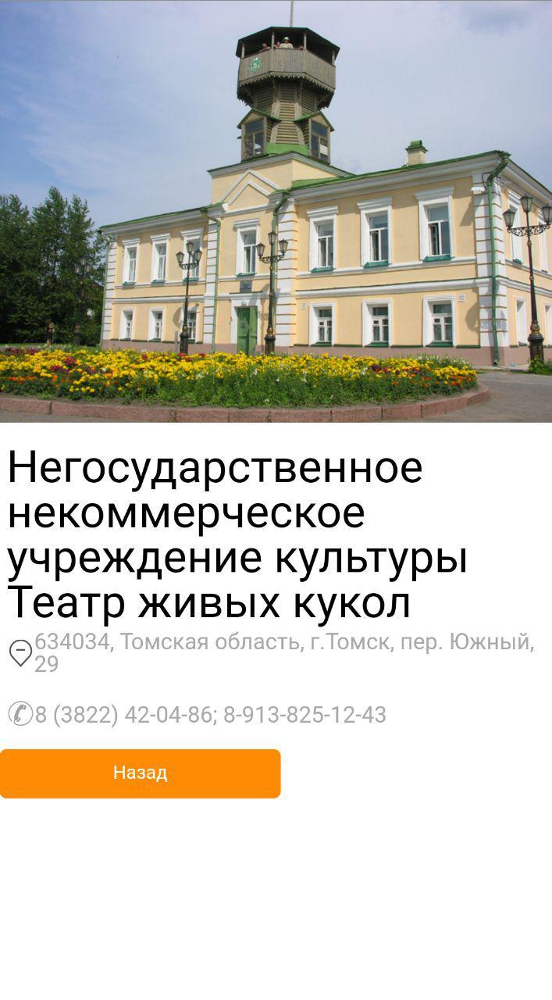 Негосударственное
некоммерческое
учреждение культуры
Театр живых кукол
634034, Томская область, г.Томск, пер. Южный,
29
8 (3822) 42-04-86; 8-913-825-12-43
Назад